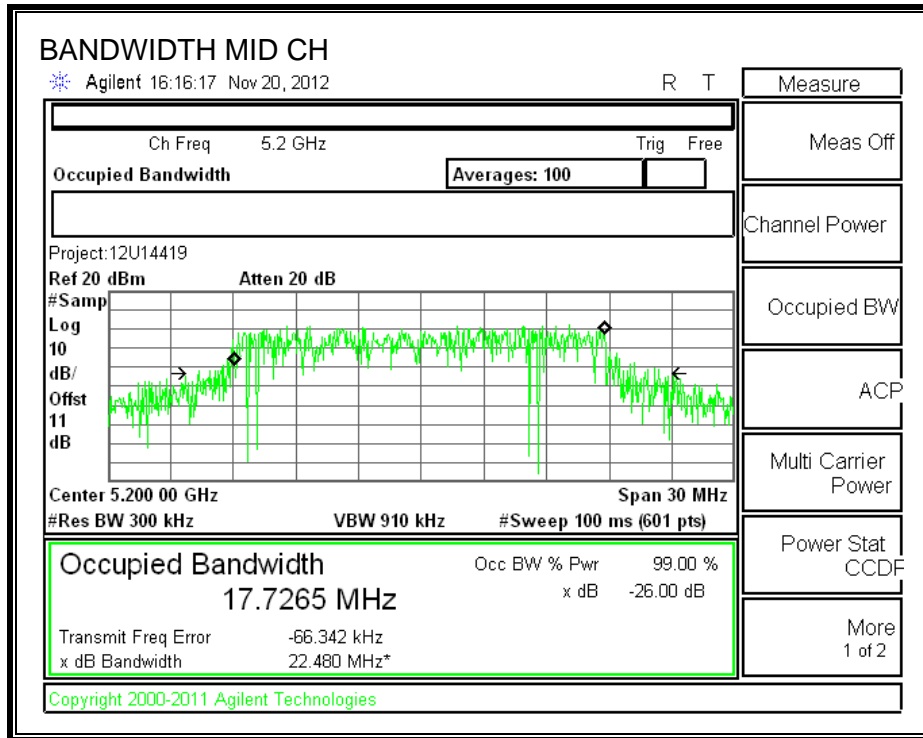 BANDWIDTH MID CH
Agilent 16:16:17 Nov 20, 2012 R T
Measure
Ch Freq 5.2 GHz Trig Free
Meas Off
Occupied Bandwidth Averages: 100
Channel Power
Project:12U14419
Ref 20 dBm Atten 20 dB
#Samp
Log
10
dB/
Offst
11
dB
Occupied BW
ACP
Multi Carrier
Power
Center 5.200 00 GHz Span 30 MHz
#Res BW 300 kHz VBW 910 kHz #Sweep 100 ms (601 pts)
Power Stat
CCDF
Occupied Bandwidth Occ BW % Pwr 99.00 %
17.7265 MHz x dB -26.00 dB
Transmit Freq Error -66.342 kHz
x dB Bandwidth 22.480 MHz*
More
1 of 2
Copyright 2000-2011 Agilent Technologies